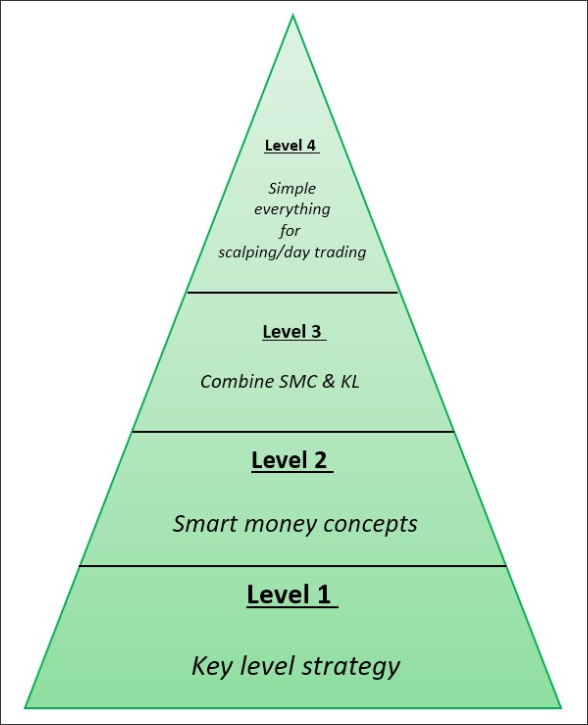 Level 4
Simple
everything
for
scalping/day trading
Level 3
Combine SMC & KL
Level 2
Smart money concepts
Level 1
Key level strategy